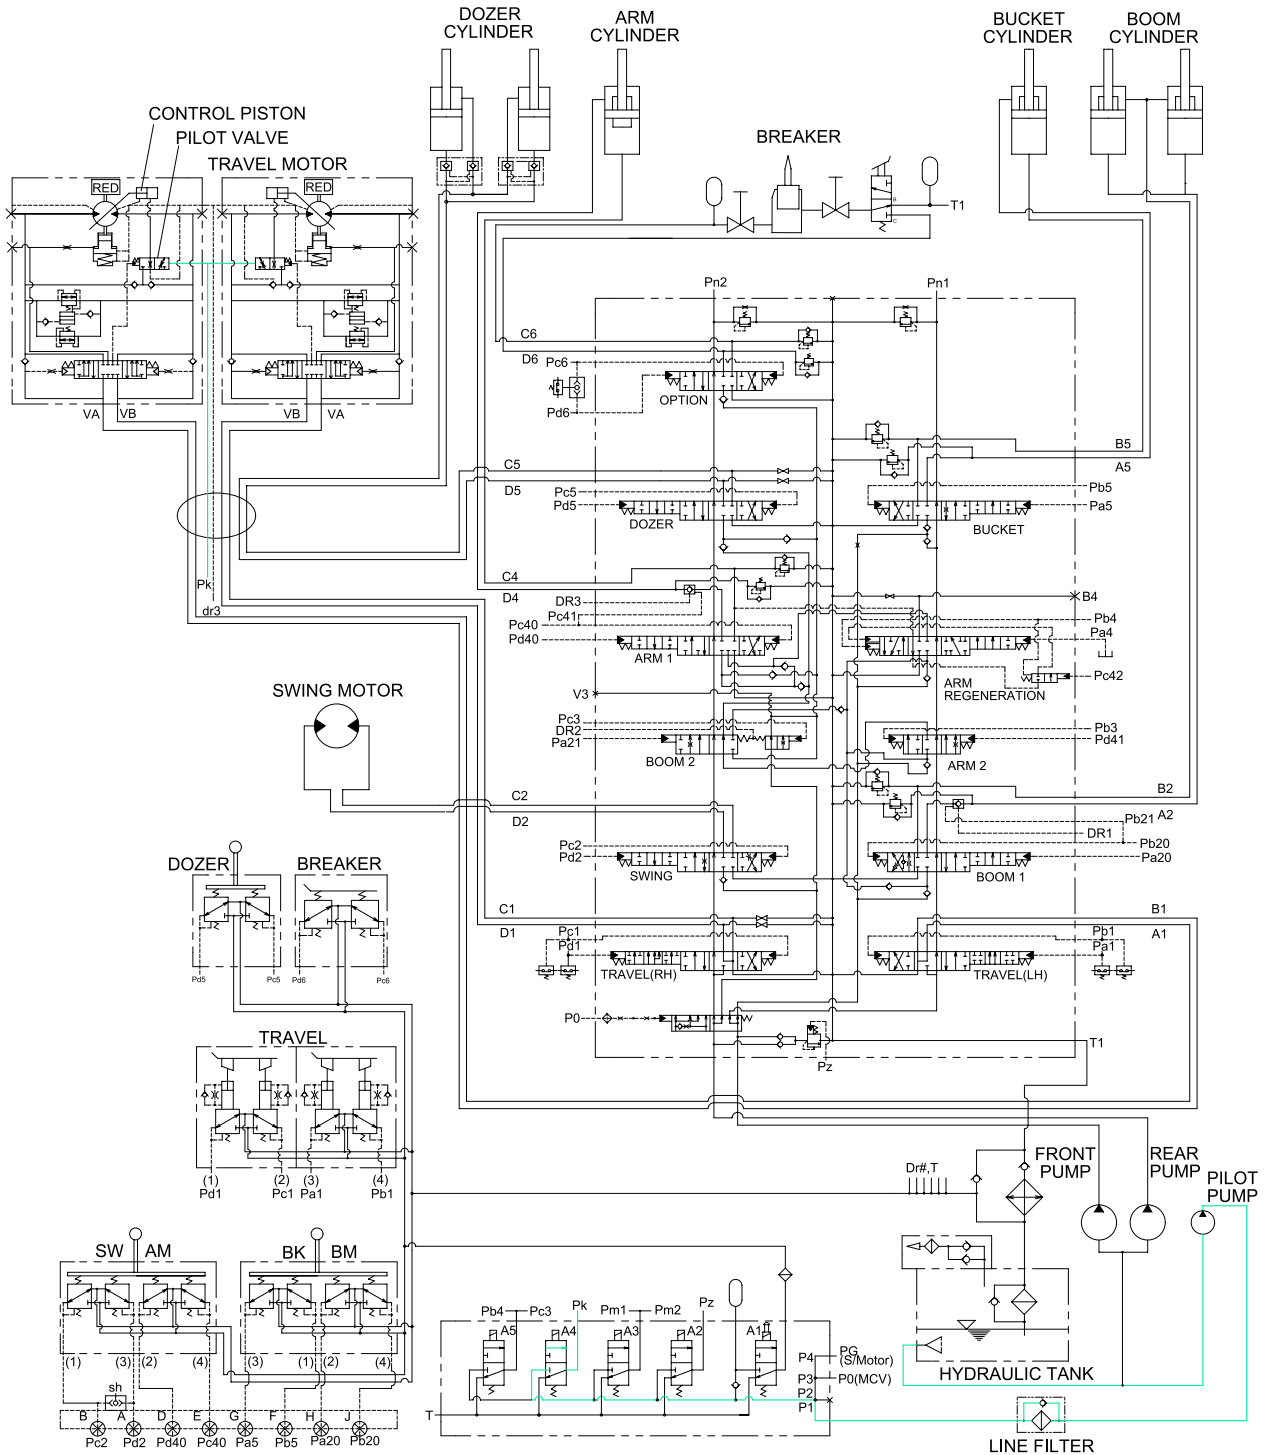 DOZER
CYLINDER
ARM
CYLINDER
BUCKET
CYLINDER
BOOM
CYLINDER
CONTROL PISTON
PILOT VALVE
TRAVEL MOTOR
BREAKER
RED
RED
B
C
T1
Pn2
Pn1
C6
D6
Pc6
Pd6
OPTION
VA
VB
VB
VA
B5
A5
C5
D5
Pc5
Pd5
DOZER
Pb5
Pa5
BUCKET
Pk
dr3
C4
D4
DR3
Pc41
Pc40
Pd40
ARM 1
B4
Pb4
Pa4
Pc42
ARM
REGENERATION
SWING MOTOR
V3
Pc3
DR2
Pa21
BOOM 2
Pb3
Pd41
ARM 2
C2
D2
B2
A2
Pb21
DR1
Pb20
Pa20
Pc2
Pd2
SWING
BOOM 1
DOZER
BREAKER
Pd5
Pc5
Pd6
Pc6
C1
D1
B1
A1
Pc1
Pd1
Pb1
Pa1
TRAVEL(RH)
TRAVEL(LH)
P0
Pz
T1
TRAVEL
(1)
Pd1
(2)
Pc1
(3)
Pa1
(4)
Pb1
Dr#,T
FRONT
PUMP
REAR
PUMP
PILOT
PUMP
SW
AM
BK
BM
(1)
(3)
(2)
(4)
(3)
(1)
(2)
(4)
sh
B
A
D
E
G
F
H
J
Pc2
Pd2
Pd40
Pc40
Pa5
Pb5
Pa20
Pb20
Pb4
Pc3
Pk
Pm1
Pm2
Pz
A5
A4
A3
A2
A1
T
P4
P3
P2
P1
PG
(S/Motor)
P0(MCV)
HYDRAULIC TANK
LINE FILTER